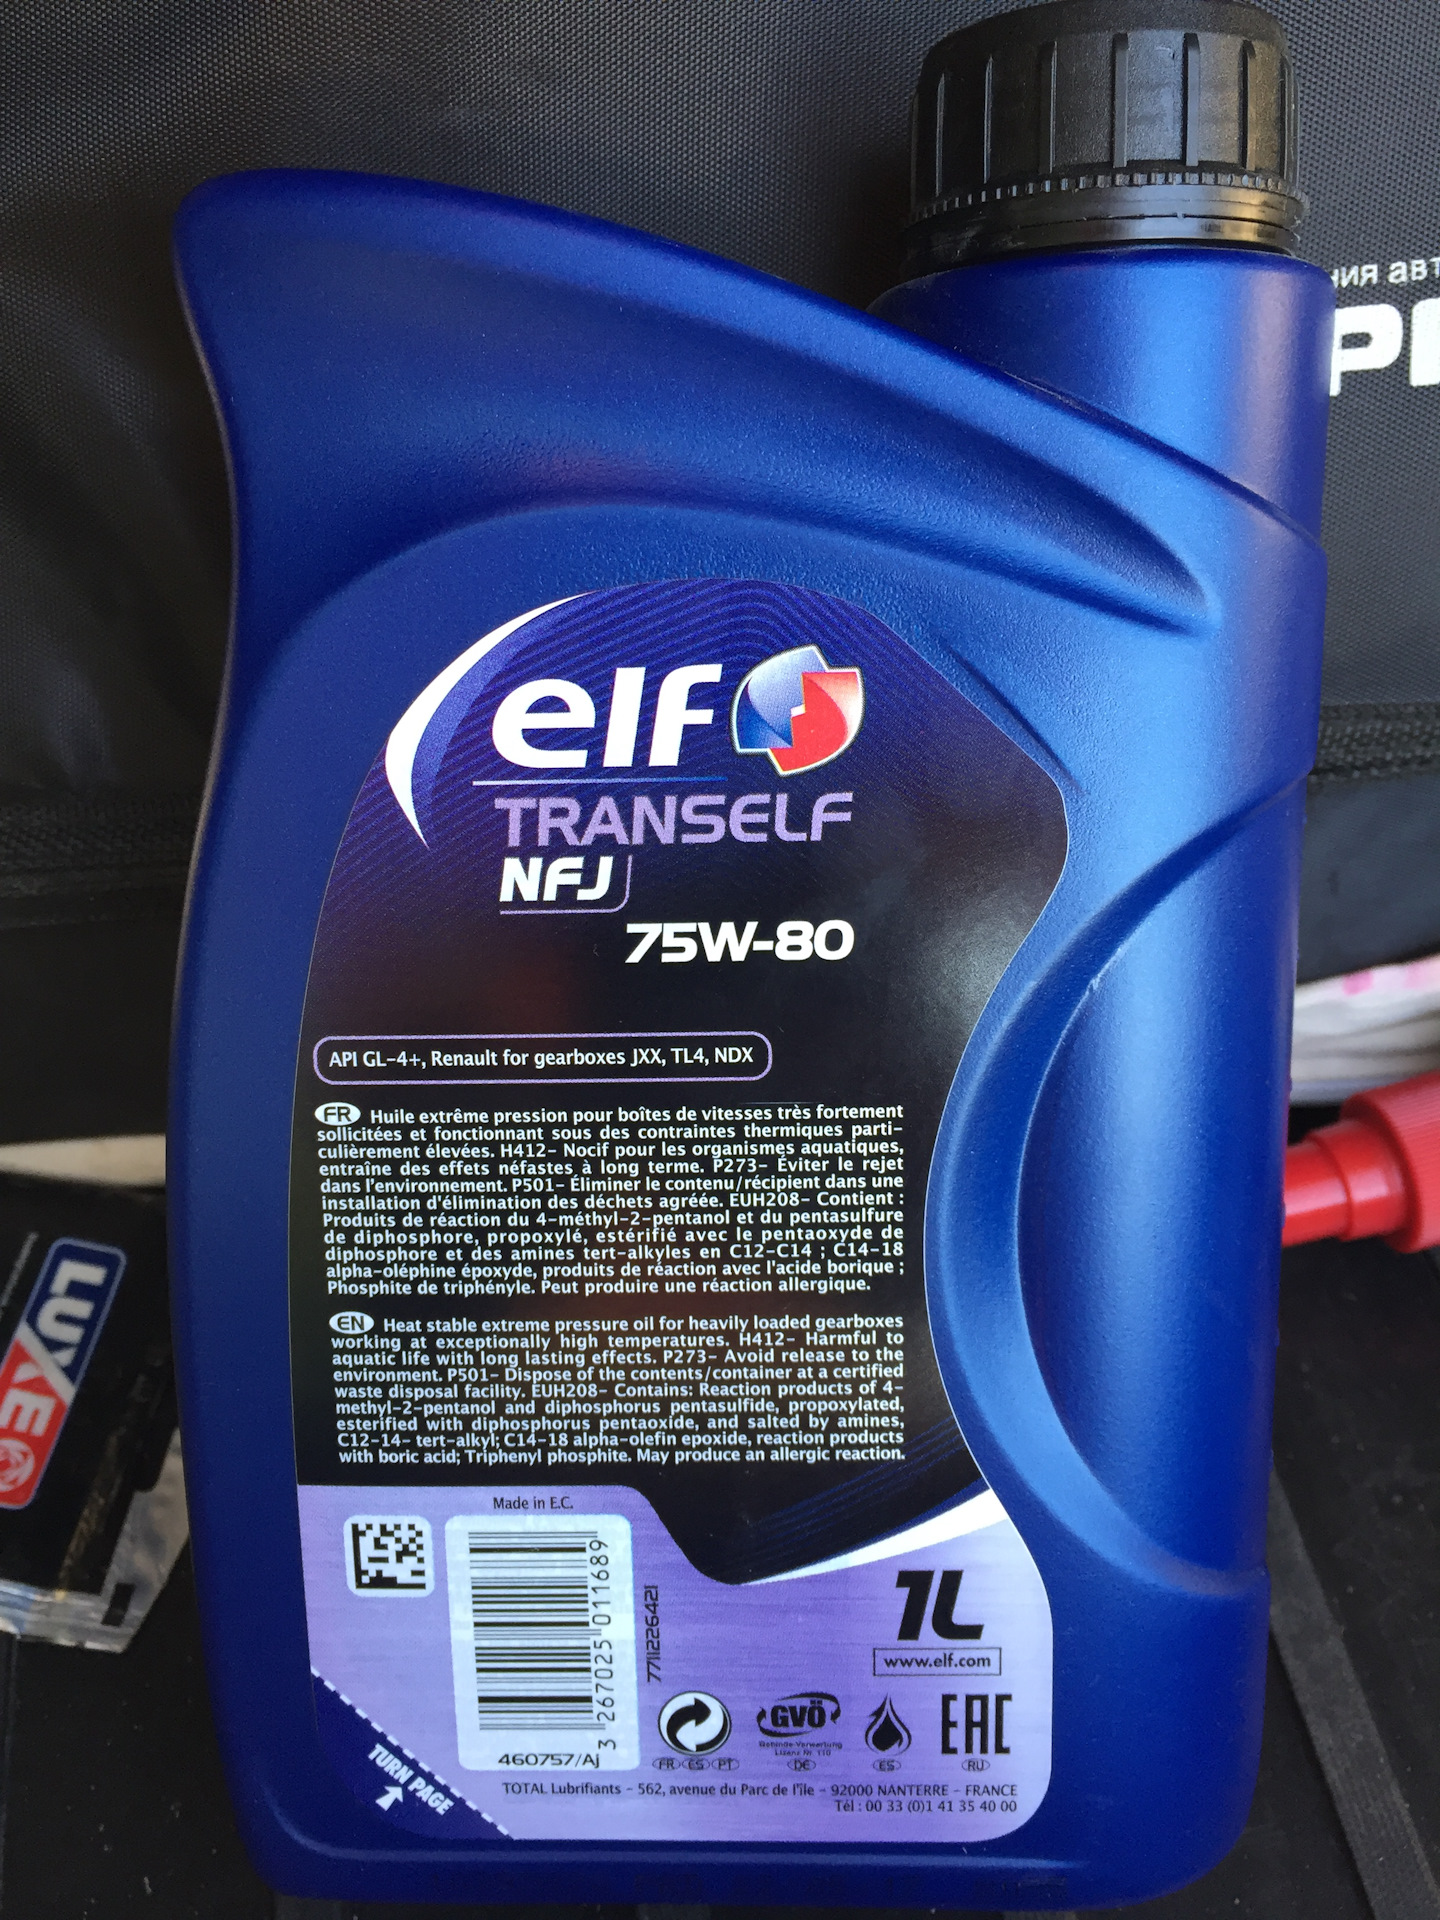 ния авт
elf
TRANSELF
NFJ
75W-80
API GL-4+, Renault for gearboxes JXX, TL4, NDX
FR Huile extrême pression pour boîtes de vitesses très fortement
sollicitées et fonctionnant sous des contraintes thermiques parti-
culièrement élevées. H412- Nocif pour les organismes aquatiques,
entraîne des effets néfastes à long terme. P273- Éviter le rejet
dans l'environnement. P501- Éliminer le contenu/récipient dans une
installation d'élimination des déchets agréée. EUH208- Contient :
Produits de réaction du 4-méthyl-2-pentanol et du pentasulfure
de diphosphore, propoxylé, estérifié avec le pentaoxyde de
diphosphore et des amines tert-alkyles en C12-C14 ; C14-18
alpha-oléphine époxyde, produits de réaction avec l'acide borique ;
Phosphite de triphényle. Peut produire une réaction allergique.
EN Heat stable extreme pressure oil for heavily loaded gearboxes
working at exceptionally high temperatures. H412- Harmful to
aquatic life with long lasting effects. P273- Avoid release to the
environment. P501- Dispose of the contents/container at a certified
waste disposal facility. EUH208- Contains: Reaction products of 4-
methyl-2-pentanol and diphosphorus pentasulfide, propoxylated,
esterified with diphosphorus pentaoxide, and salted by amines,
C12-14- tert-alkyl; C14-18 alpha-olefin epoxide, reaction products
with boric acid; Triphenyl phosphite. May produce an allergic reaction.
Made in E.C.
3 267025 011689
460757/Aj
7711226421
1L
www.elf.com
GVÖ
Gebinde-Verwertung
Lizenz Nr. 110
EAC
FR ES PT DE ES RU
TURN PAGE
TOTAL Lubrifiants - 562, avenue du Parc de l'île - 92000 NANTERRE - FRANCE
Tél : 00 33 (0)1 41 35 40 00
LUXE